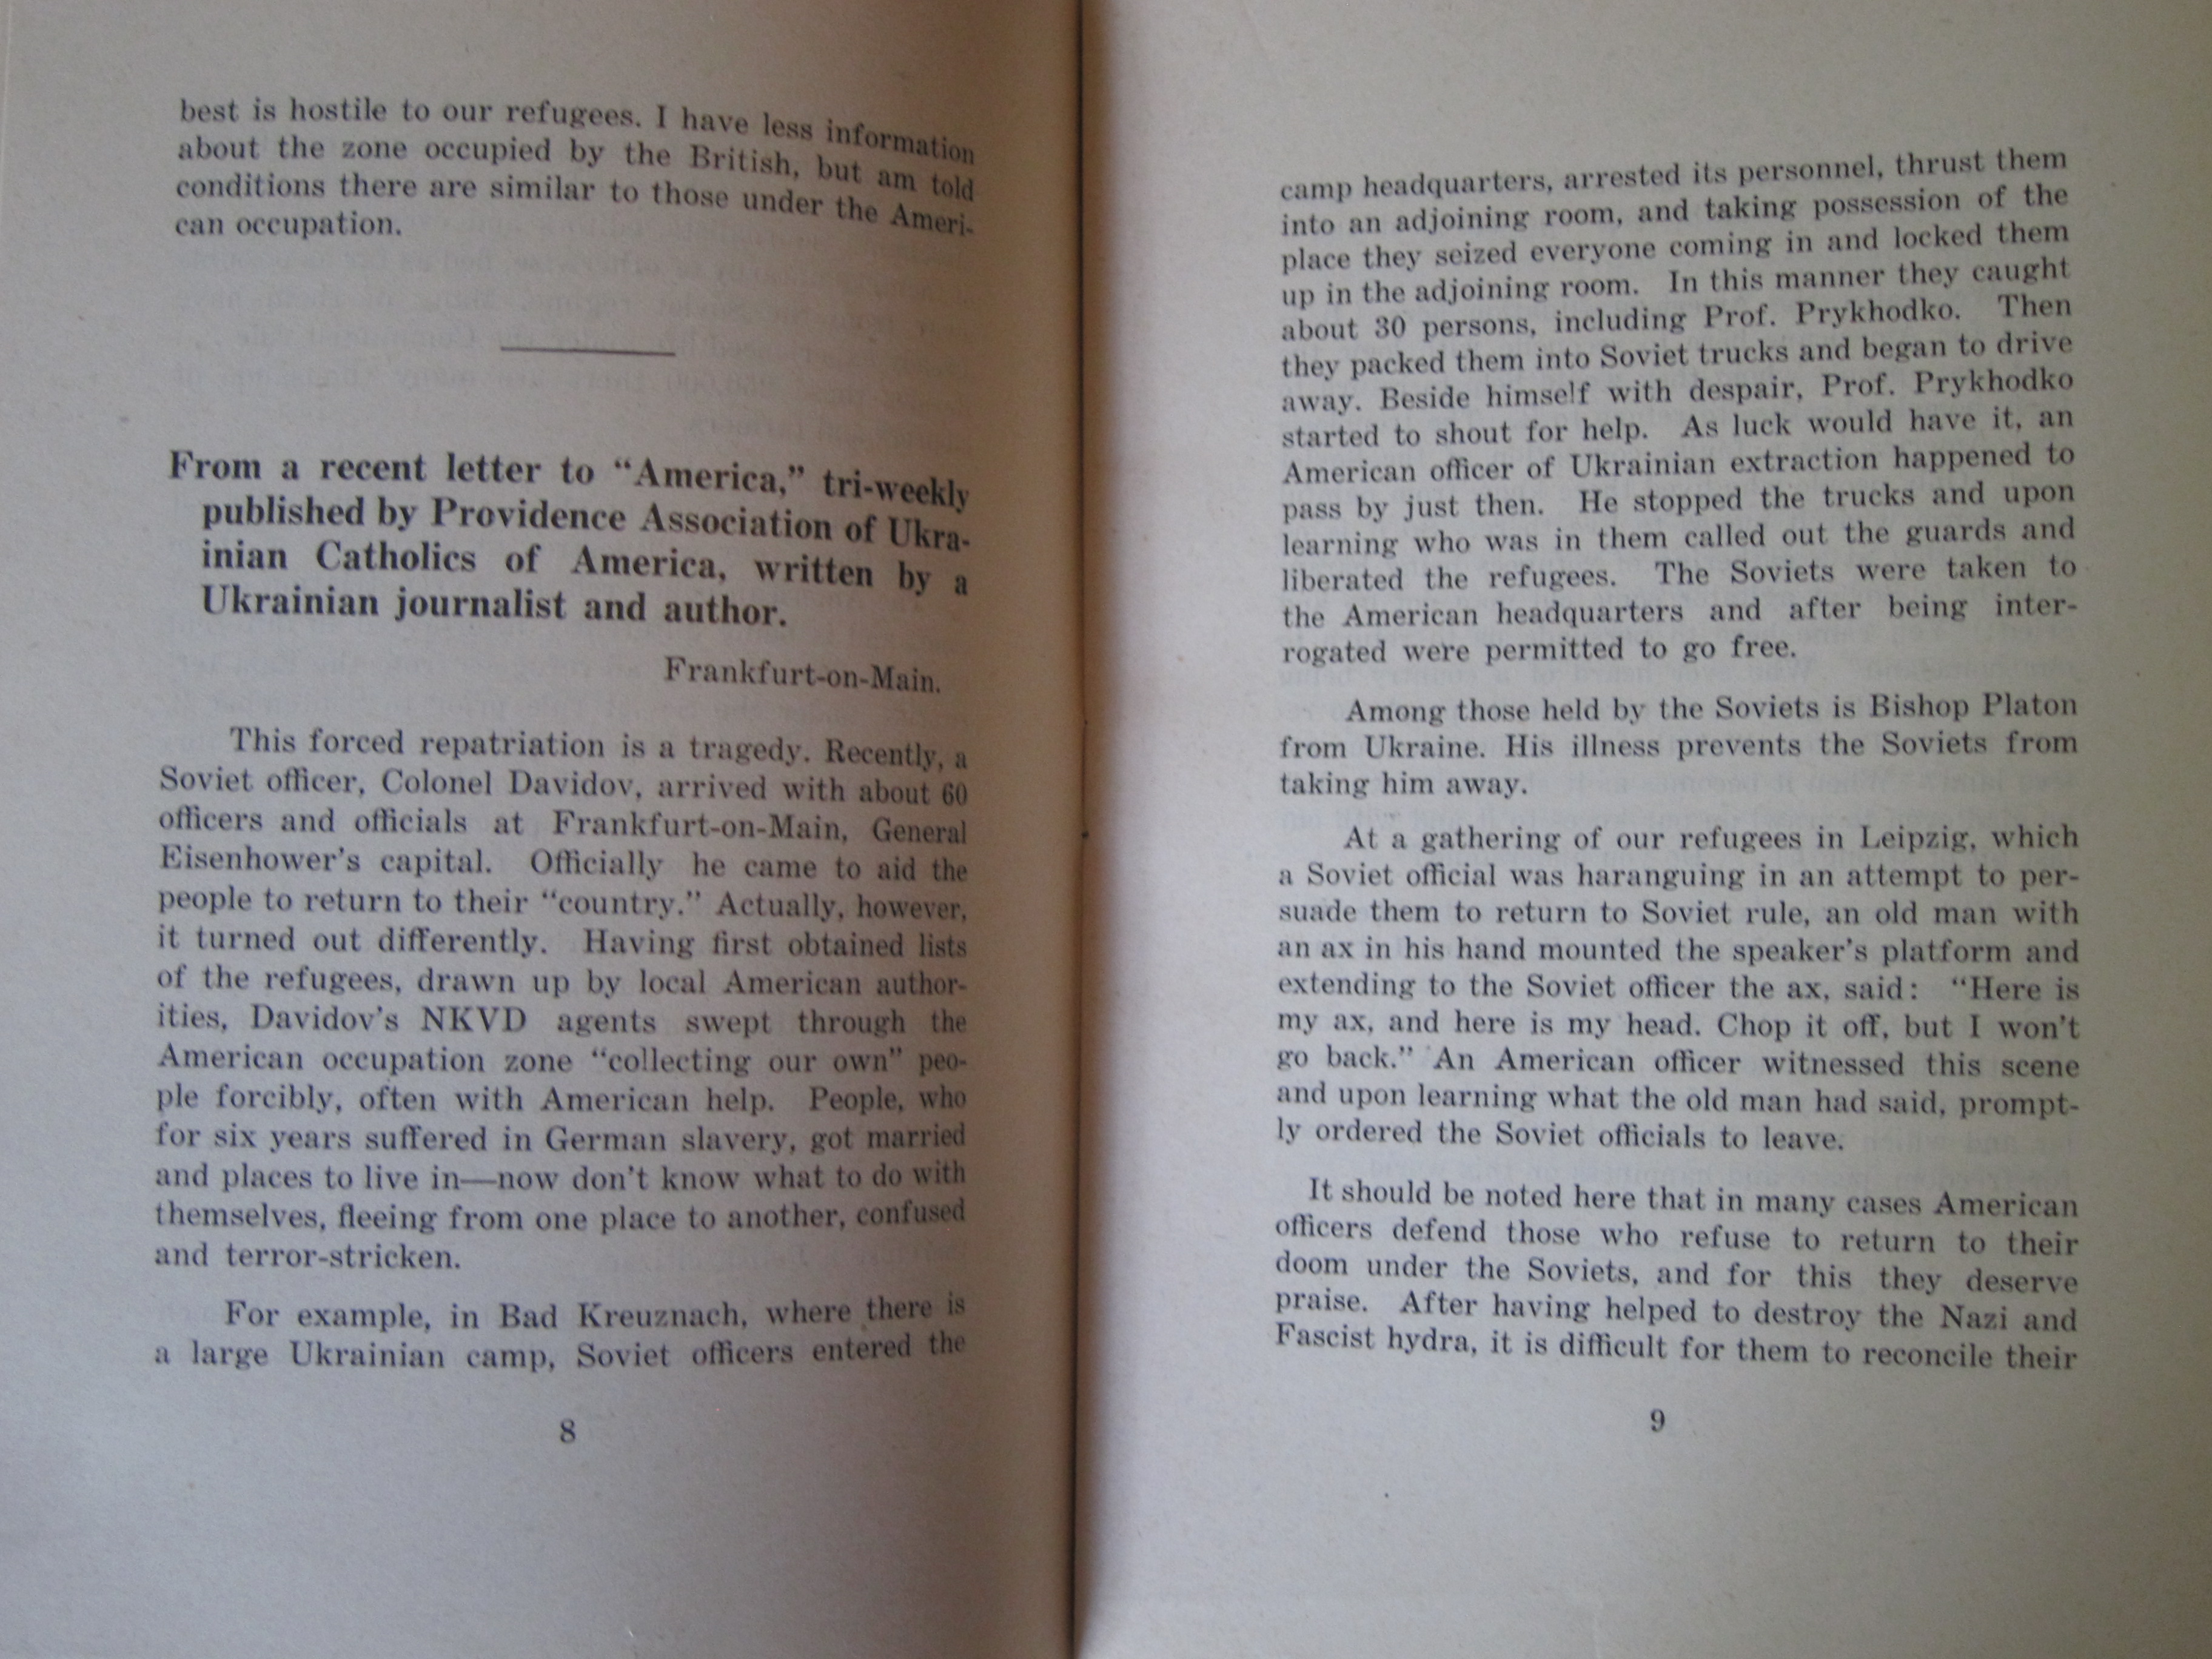 best is hostile to our refugees. I have less information
about the zone occupied by the British, but am told
conditions there are similar to those under the Ameri-
can occupation.
From a recent letter to “America,” tri-weekly
published by Providence Association of Ukra-
inian Catholics of America, written by a
Ukrainian journalist and author.
Frankfurt-on-Main.
This forced repatriation is a tragedy. Recently, a
Soviet officer, Colonel Davidov, arrived with about 60
officers and officials at Frankfurt-on-Main, General
Eisenhower’s capital. Officially he came to aid the
people to return to their “country.” Actually, however,
it turned out differently. Having first obtained lists
of the refugees, drawn up by local American author-
ities, Davidov’s NKVD agents swept through the
American occupation zone “collecting our own” peo-
ple forcibly, often with American help. People, who
for six years suffered in German slavery, got married
and places to live in—now don’t know what to do with
themselves, fleeing from one place to another, confused
and terror-stricken.
For example, in Bad Kreuznach, where there is
a large Ukrainian camp, Soviet officers entered the
8
camp headquarters, arrested its personnel, thrust them
into an adjoining room, and taking possession of the
place they seized everyone coming in and locked them
up in the adjoining room. In this manner they caught
about 30 persons, including Prof. Prykhodko. Then
they packed them into Soviet trucks and began to drive
away. Beside himself with despair, Prof. Prykhodko
started to shout for help. As luck would have it, an
American officer of Ukrainian extraction happened to
pass by just then. He stopped the trucks and upon
learning who was in them called out the guards and
liberated the refugees. The Soviets were taken to
the American headquarters and after being inter-
rogated were permitted to go free.
Among those held by the Soviets is Bishop Platon
from Ukraine. His illness prevents the Soviets from
taking him away.
At a gathering of our refugees in Leipzig, which
a Soviet official was haranguing in an attempt to per-
suade them to return to Soviet rule, an old man with
an ax in his hand mounted the speaker’s platform and
extending to the Soviet officer the ax, said: “Here is
my ax, and here is my head. Chop it off, but I won’t
go back.” An American officer witnessed this scene
and upon learning what the old man had said, prompt-
ly ordered the Soviet officials to leave.
It should be noted here that in many cases American
officers defend those who refuse to return to their
doom under the Soviets, and for this they deserve
praise. After having helped to destroy the Nazi and
Fascist hydra, it is difficult for them to reconcile their
9